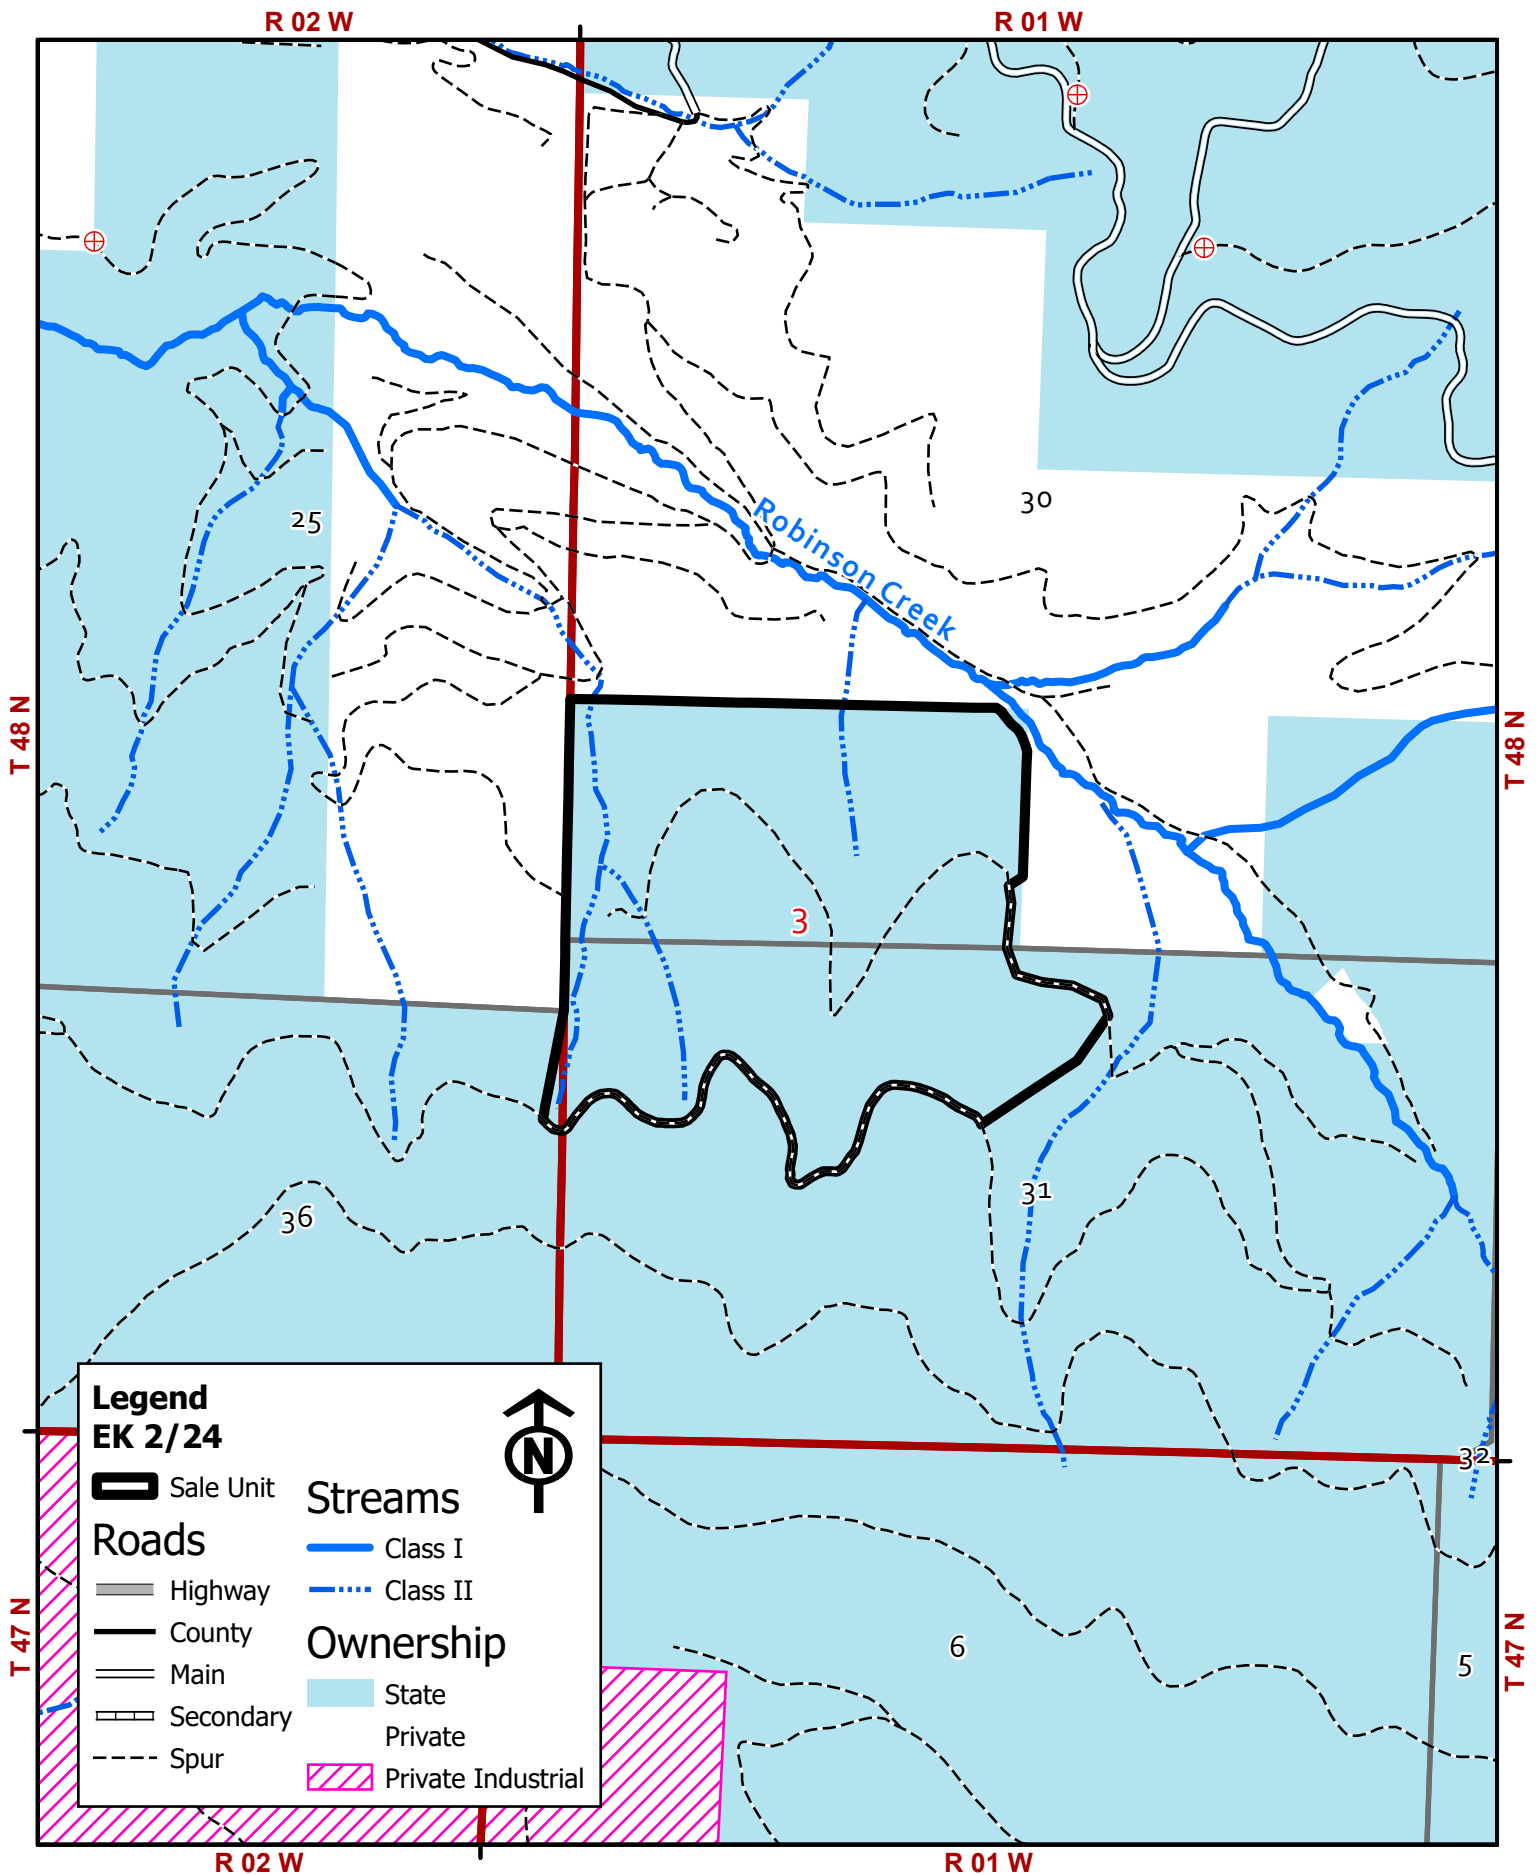 R 02 W
R 01 W
30
25
Robinson Creek
T 48 N
T 48 N
3
31
36
Legend
EK 2/24
N
Sale Unit
Roads
Highway
County
Main
Secondary
Spur
Streams
Class I
Class II
Ownership
State
Private
Private Industrial
32
T 47 N
6
5
T 47 N
R 02 W
R 01 W